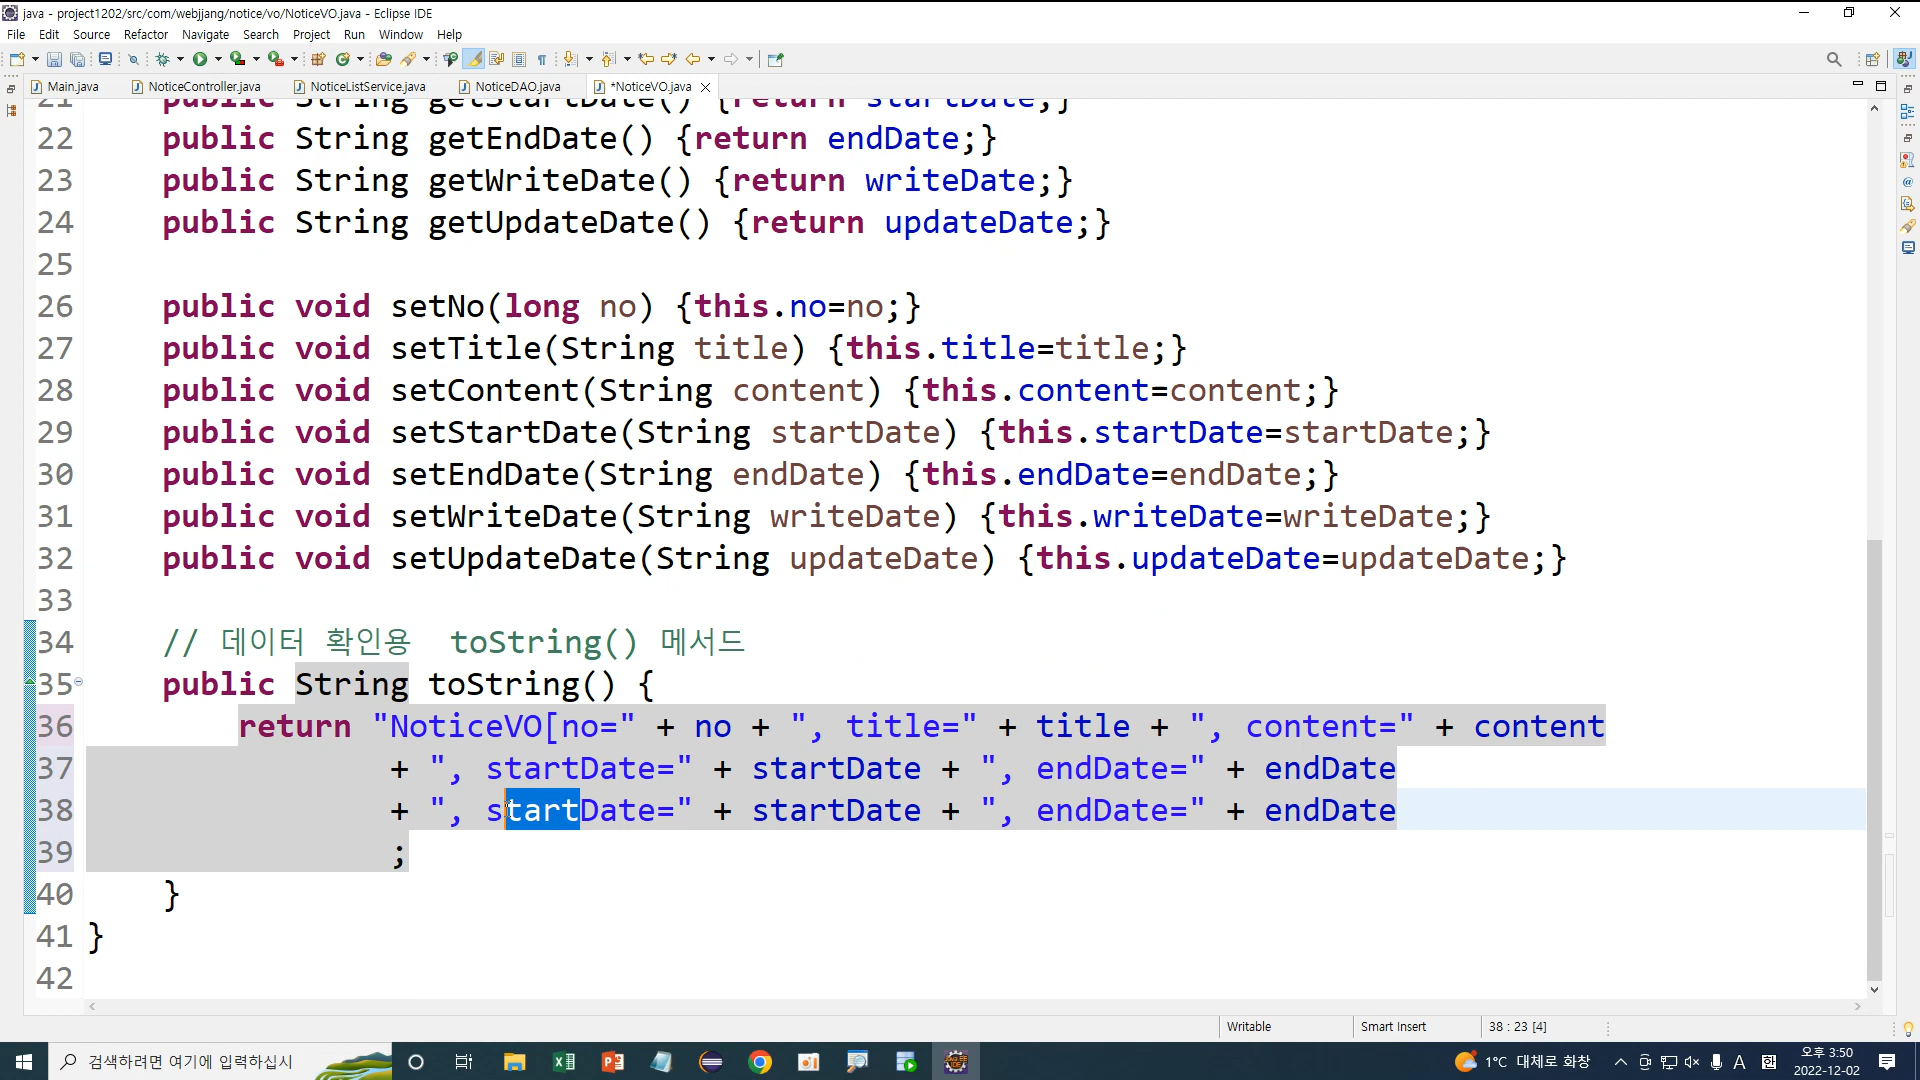 java - project1202/src/com/webjjang/notice/vo/NoticeVO.java - Eclipse IDE
File Edit Source Refactor Navigate Search Project Run Window Help
Main.java NoticeController.java NoticeListService.java NoticeDAO.java *NoticeVO.java
21 public String getStartDate() {return startDate;}
22 public String getEndDate() {return endDate;}
23 public String getWriteDate() {return writeDate;}
24 public String getUpdateDate() {return updateDate;}
25
26 public void setNo(long no) {this.no=no;}
27 public void setTitle(String title) {this.title=title;}
28 public void setContent(String content) {this.content=content;}
29 public void setStartDate(String startDate) {this.startDate=startDate;}
30 public void setEndDate(String endDate) {this.endDate=endDate;}
31 public void setWriteDate(String writeDate) {this.writeDate=writeDate;}
32 public void setUpdateDate(String updateDate) {this.updateDate=updateDate;}
33
34 // 데이터 확인용  toString() 메서드
35 public String toString() {
36 return "NoticeVO[no=" + no + ", title=" + title + ", content=" + content
37 + ", startDate=" + startDate + ", endDate=" + endDate
38 + ", startDate=" + startDate + ", endDate=" + endDate
39 ;
40 }
41 }
42
Writable Smart Insert 38 : 23 [4]
검색하려면 여기에 입력하십시 1°C 대체로 화창 A 한 오후 3:50
2022-12-02